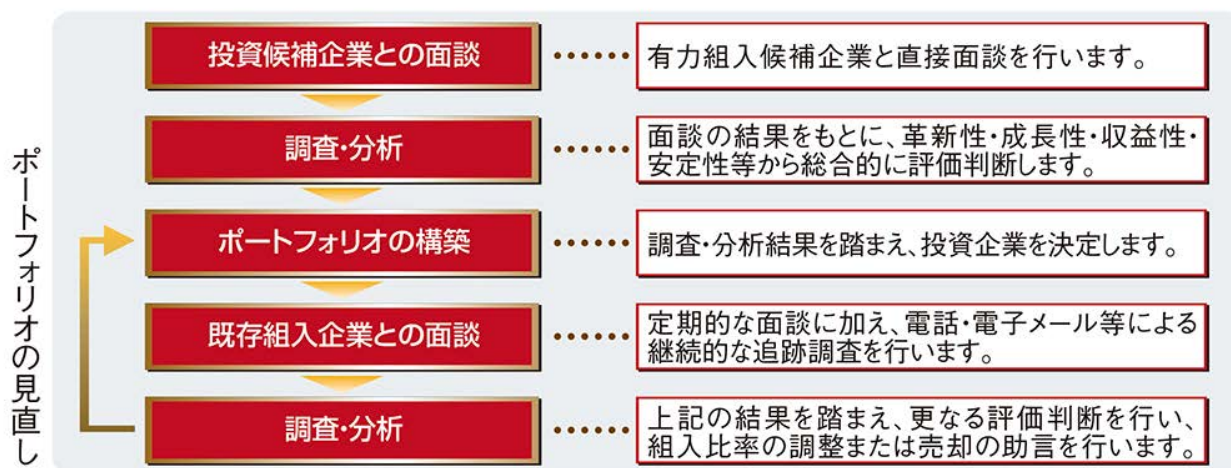 投資候補企業との面談
有力組入候補企業と直接面談を行います。
調査・分析
面談の結果をもとに、革新性・成長性・収益性・
安定性等から総合的に評価判断します。
ポートフォリオの構築
調査・分析結果を踏まえ、投資企業を決定します。
既存組入企業との面談
定期的な面談に加え、電話・電子メール等による
継続的な追跡調査を行います。
調査・分析
上記の結果を踏まえ、更なる評価判断を行い、
組入比率の調整または売却の助言を行います。
ポートフォリオの見直し